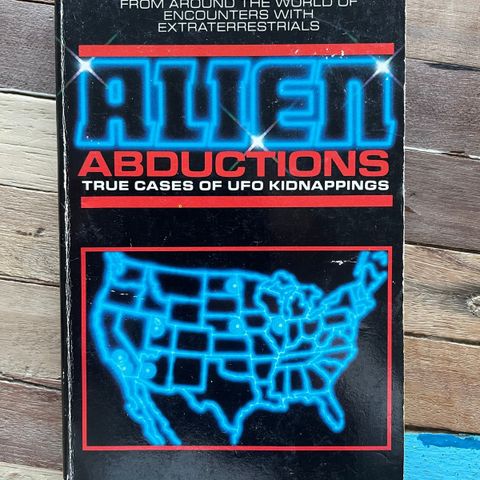 FROM AROUND THE WORLD OF
ENCOUNTERS WITH
EXTRATERRESTRIALS
ALIEN
ABDUCTIONS
TRUE CASES OF UFO KIDNAPPINGS